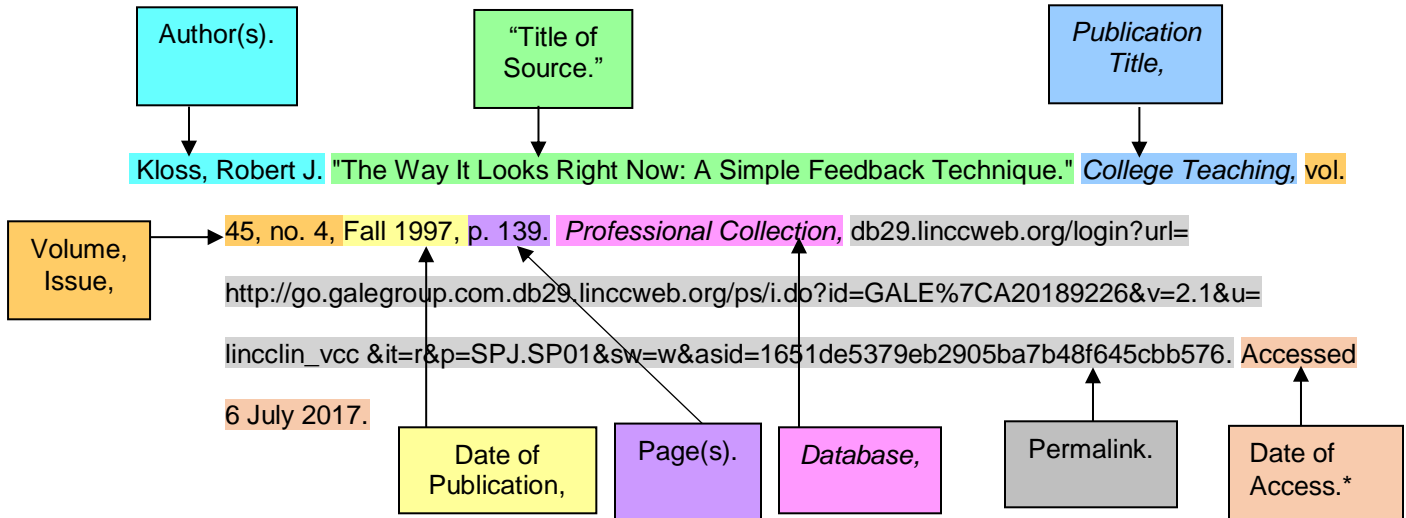 Author(s).
“Title of
Source.”
Publication
Title,
Kloss, Robert J. "The Way It Looks Right Now: A Simple Feedback Technique." College Teaching, vol.
Volume,
Issue,
45, no. 4, Fall 1997, p. 139. Professional Collection, db29.linccweb.org/login?url=
http://go.galegroup.com.db29.linccweb.org/ps/i.do?id=GALE%7CA20189226&v=2.1&u=
lincclin_vcc &it=r&p=SPJ.SP01&sw=w&asid=1651de5379eb2905ba7b48f645cbb576. Accessed
6 July 2017.
Date of
Publication,
Page(s).
Database,
Permalink.
Date of
Access.*